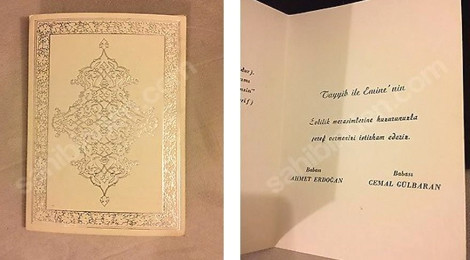 Tayyib ile Emine'nin
Evlilik merasimlerine huzurunuzla
şeref vermenizi istirham ederiz.
Babası
AHMET ERDOĞAN
Babası
CEMAL GÜLBARAN